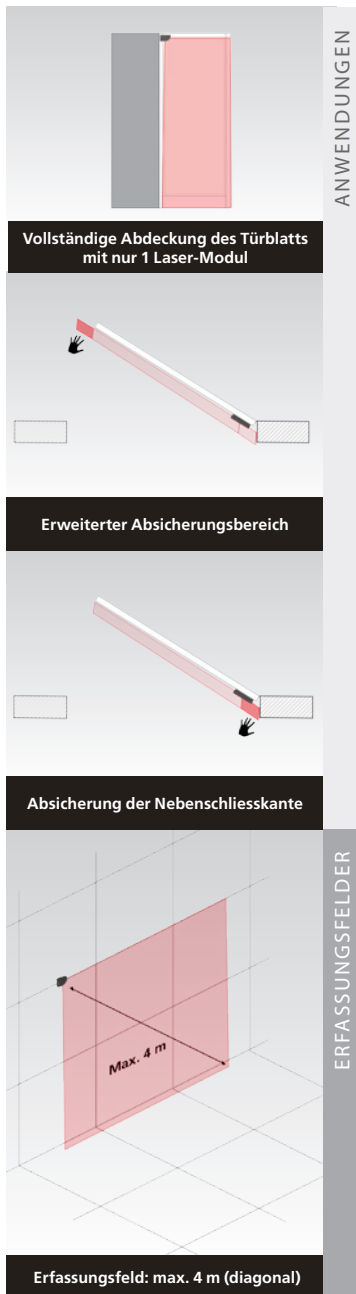 ANWENDUNGEN
Vollständige Abdeckung des Türblatts
mit nur 1 Laser-Modul
Erweiterter Absicherungsbereich
Absicherung der Nebenschliesskante
ERFASSUNGSFELDER
Max. 4 m
Erfassungsfeld: max. 4 m (diagonal)